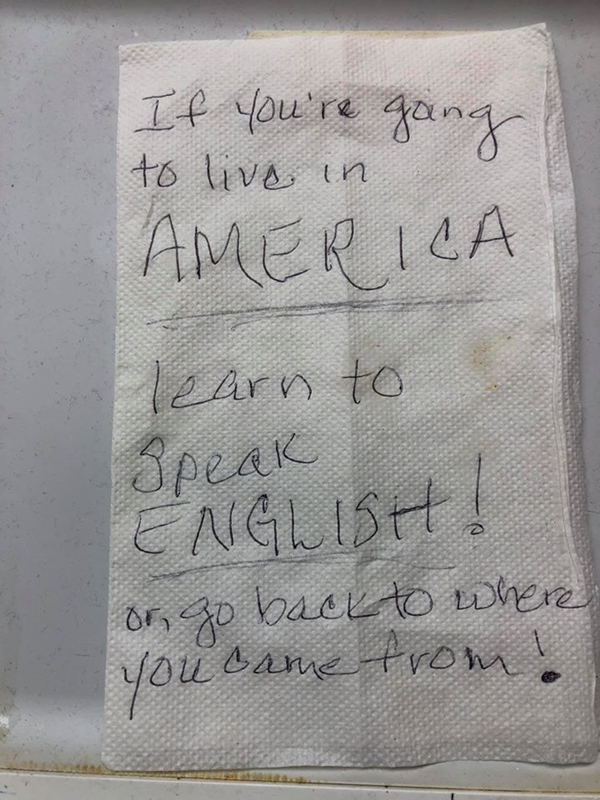 If you're going
to live in
AMERICA
learn to
Speak
ENGLISH!
or, go back to where
you came from!